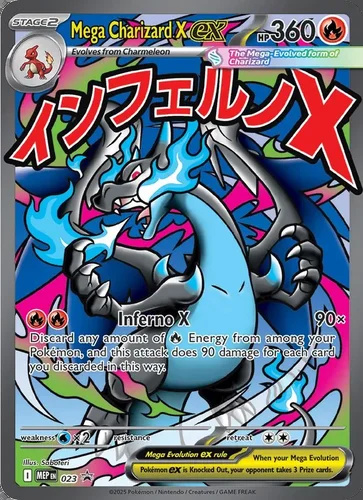 STAGE2 Mega Charizard X ex HP360
Evolves from Charmeleon
The Mega-Evolved form of
Charizard
インフェルノX
Inferno X 90×
Discard any amount of Energy from among your
Pokémon, and this attack does 90 damage for each card
you discarded in this way.
weakness ×2 resistance retreat
Illus. Saboteri
Mega Evolution ex rule When your Mega Evolution
Pokémon ex is Knocked Out, your opponent takes 3 Prize cards.
I MEP EN 023
©2025 Pokémon / Nintendo / Creatures / GAME FREAK